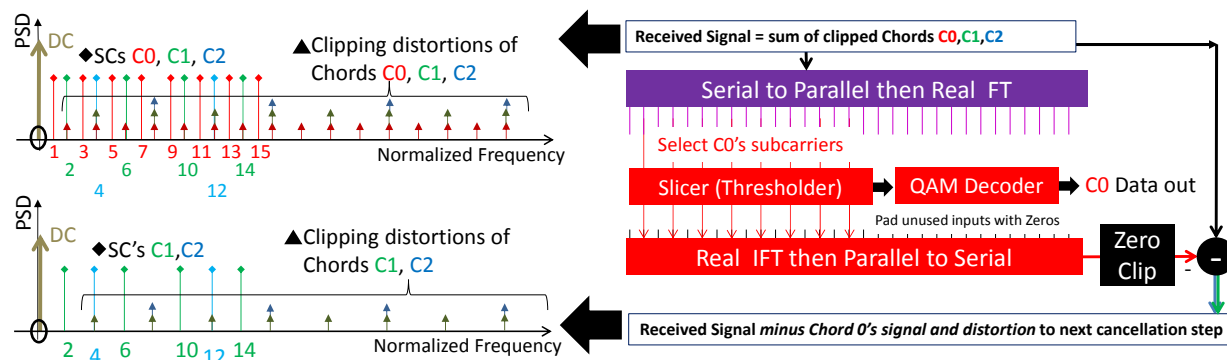 PSD
DC
◆SCs C0, C1, C2
▲Clipping distortions of
Chords C0, C1, C2
1 3 5 7 9 11 13 15
Normalized Frequency
2 6 10 14
4 12
PSD
DC
◆SC's C1,C2
▲Clipping distortions of
Chords C1, C2
2 4 6 10 12 14
Normalized Frequency
Received Signal = sum of clipped Chords C0,C1,C2
Serial to Parallel then Real FT
Select C0's subcarriers
Slicer (Thresholder)
QAM Decoder
C0 Data out
Pad unused inputs with Zeros
Real IFT then Parallel to Serial
Zero
Clip
-
-
Received Signal minus Chord 0's signal and distortion to next cancellation step